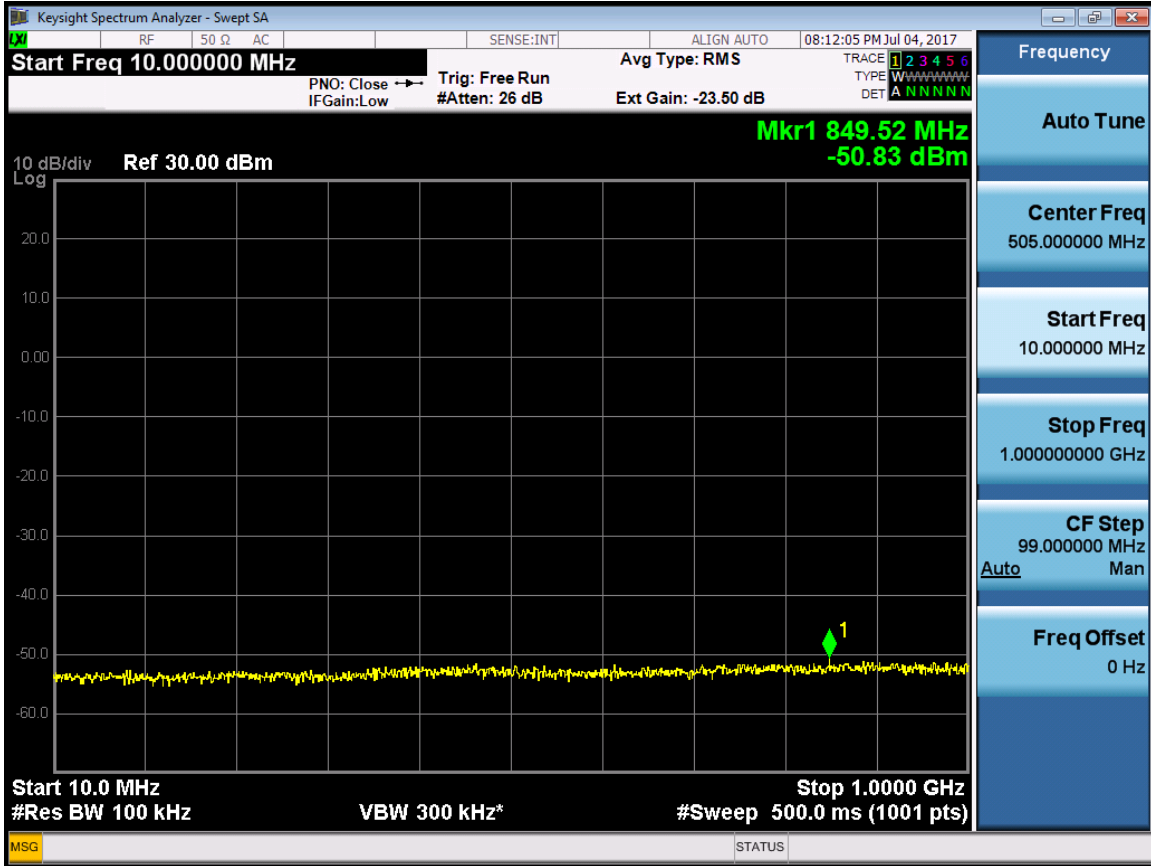 Keysight Spectrum Analyzer - Swept SA
LXI RF 50 Ω AC SENSE:INT ALIGN AUTO 08:12:05 PM Jul 04, 2017
Start Freq 10.000000 MHz
PNO: Close
IFGain:Low
Trig: Free Run
#Atten: 26 dB
Avg Type: RMS
Ext Gain: -23.50 dB
TRACE 1 2 3 4 5 6
TYPE WWWWWWW
DET A N N N N N
Mkr1 849.52 MHz
-50.83 dBm
10 dB/div Ref 30.00 dBm
Log
20.0
10.0
0.00
-10.0
-20.0
-30.0
-40.0
-50.0
-60.0
1
Start 10.0 MHz Stop 1.0000 GHz
#Res BW 100 kHz VBW 300 kHz* #Sweep 500.0 ms (1001 pts)
MSG STATUS
Frequency
Auto Tune
Center Freq
505.000000 MHz
Start Freq
10.000000 MHz
Stop Freq
1.000000000 GHz
CF Step
99.000000 MHz
Auto Man
Freq Offset
0 Hz